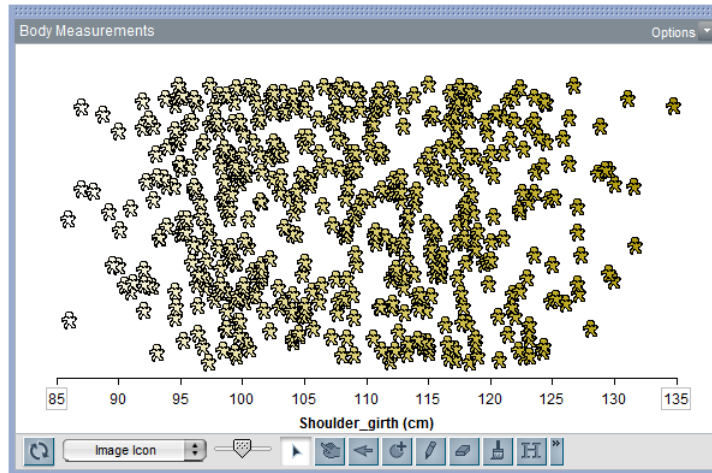 Body Measurements Options
85 90 95 100 105 110 115 120 125 130 135
Shoulder_girth (cm)
Image Icon